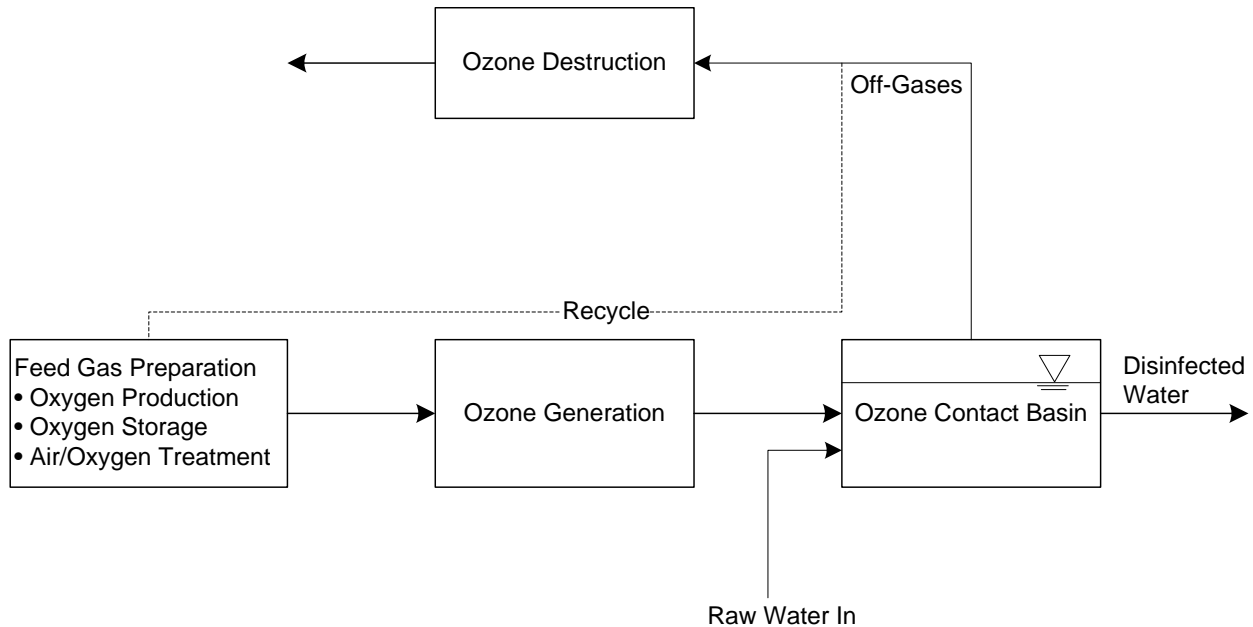 Ozone Destruction
Off-Gases
Recycle
Feed Gas Preparation
• Oxygen Production
• Oxygen Storage
• Air/Oxygen Treatment
Ozone Generation
Ozone Contact Basin
Disinfected
Water
Raw Water In